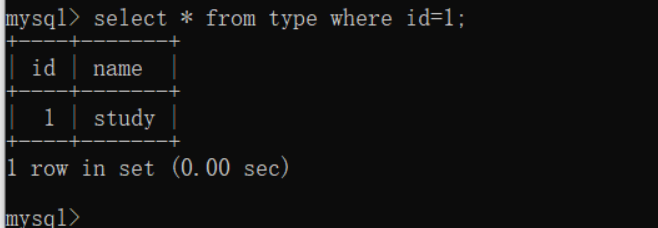 mysql> select * from type where id=1;
+----+-------+
| id | name  |
+----+-------+
|  1 | study |
+----+-------+
1 row in set (0.00 sec)
mysql>